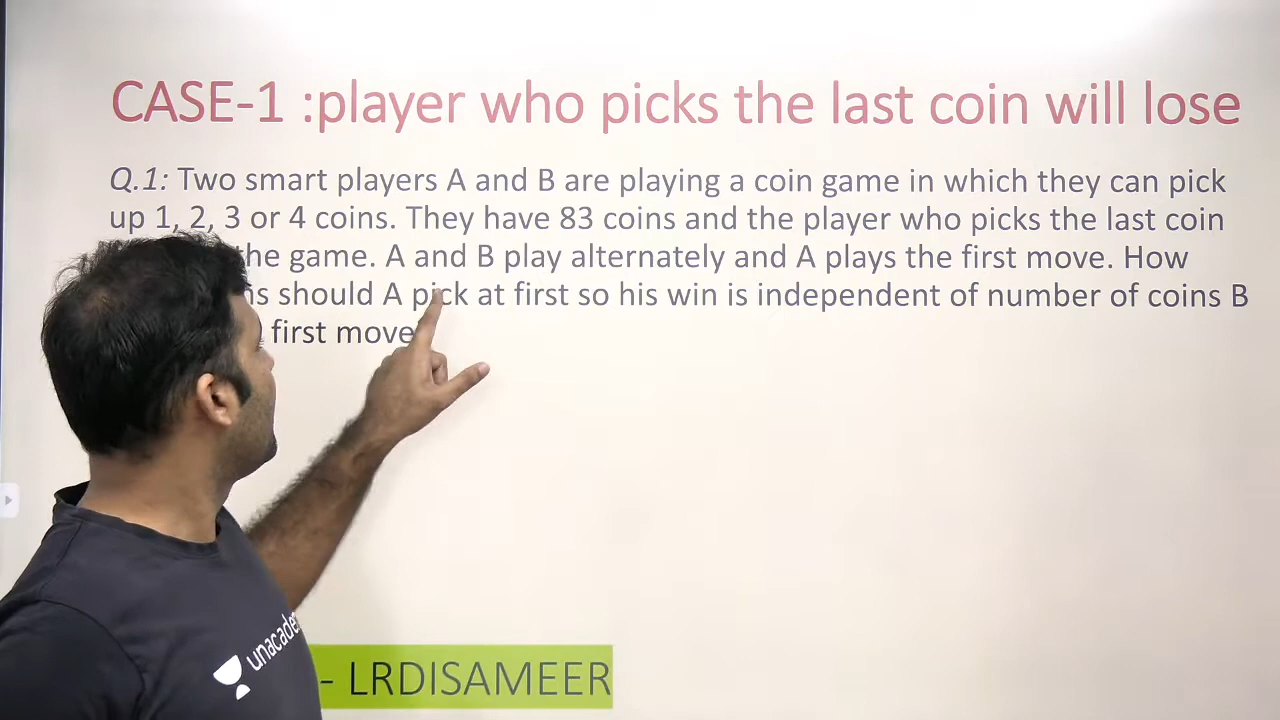 CASE-1 :player who picks the last coin will lose
Q.1: Two smart players A and B are playing a coin game in which they can pick
up 1, 2, 3 or 4 coins. They have 83 coins and the player who picks the last coin
the game. A and B play alternately and A plays the first move. How
should A pick at first so his win is independent of number of coins B
first move
- LRDISAMEER